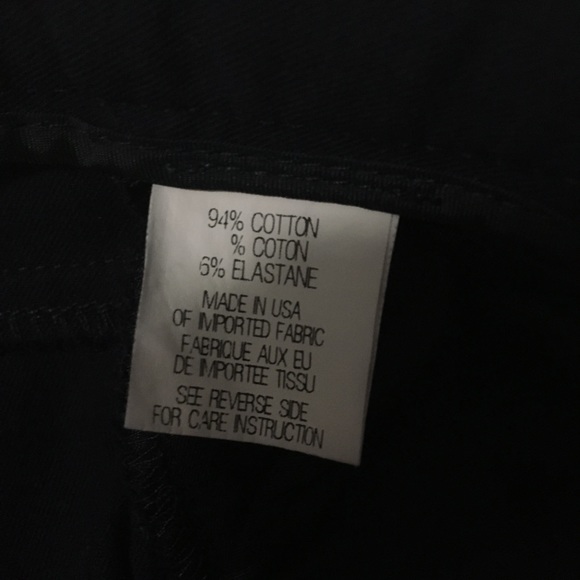 94% COTTON
% COTON
6% ELASTANE
MADE IN USA
OF IMPORTED FABRIC
FABRIQUE AUX EU
DE IMPORTEE TISSU
SEE REVERSE SIDE
FOR CARE INSTRUCTION